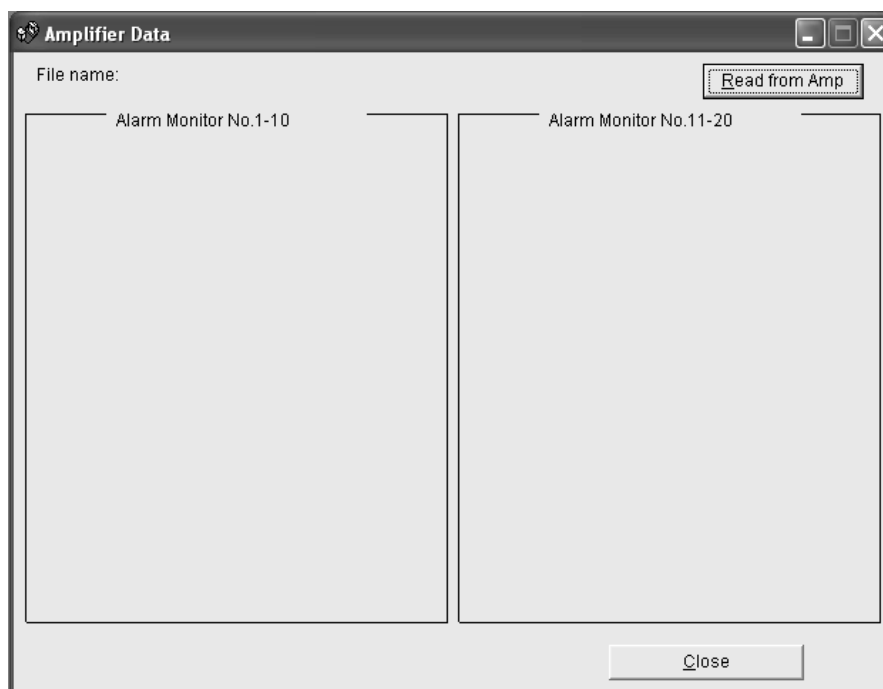 Amplifier Data
File name:
Read from Amp
Alarm Monitor No.1-10
Alarm Monitor No.11-20
Close